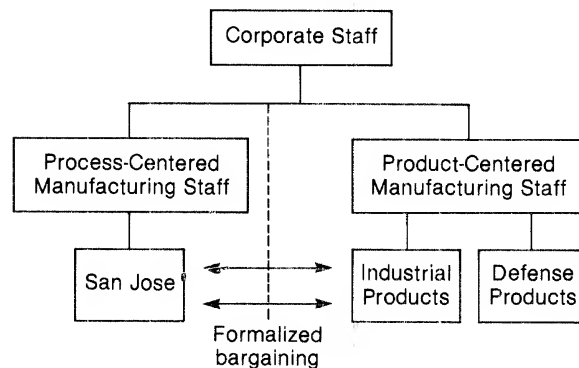 Corporate Staff
Process-Centered
Manufacturing Staff
Product-Centered
Manufacturing Staff
San Jose
Industrial
Products
Defense
Products
Formalized
bargaining